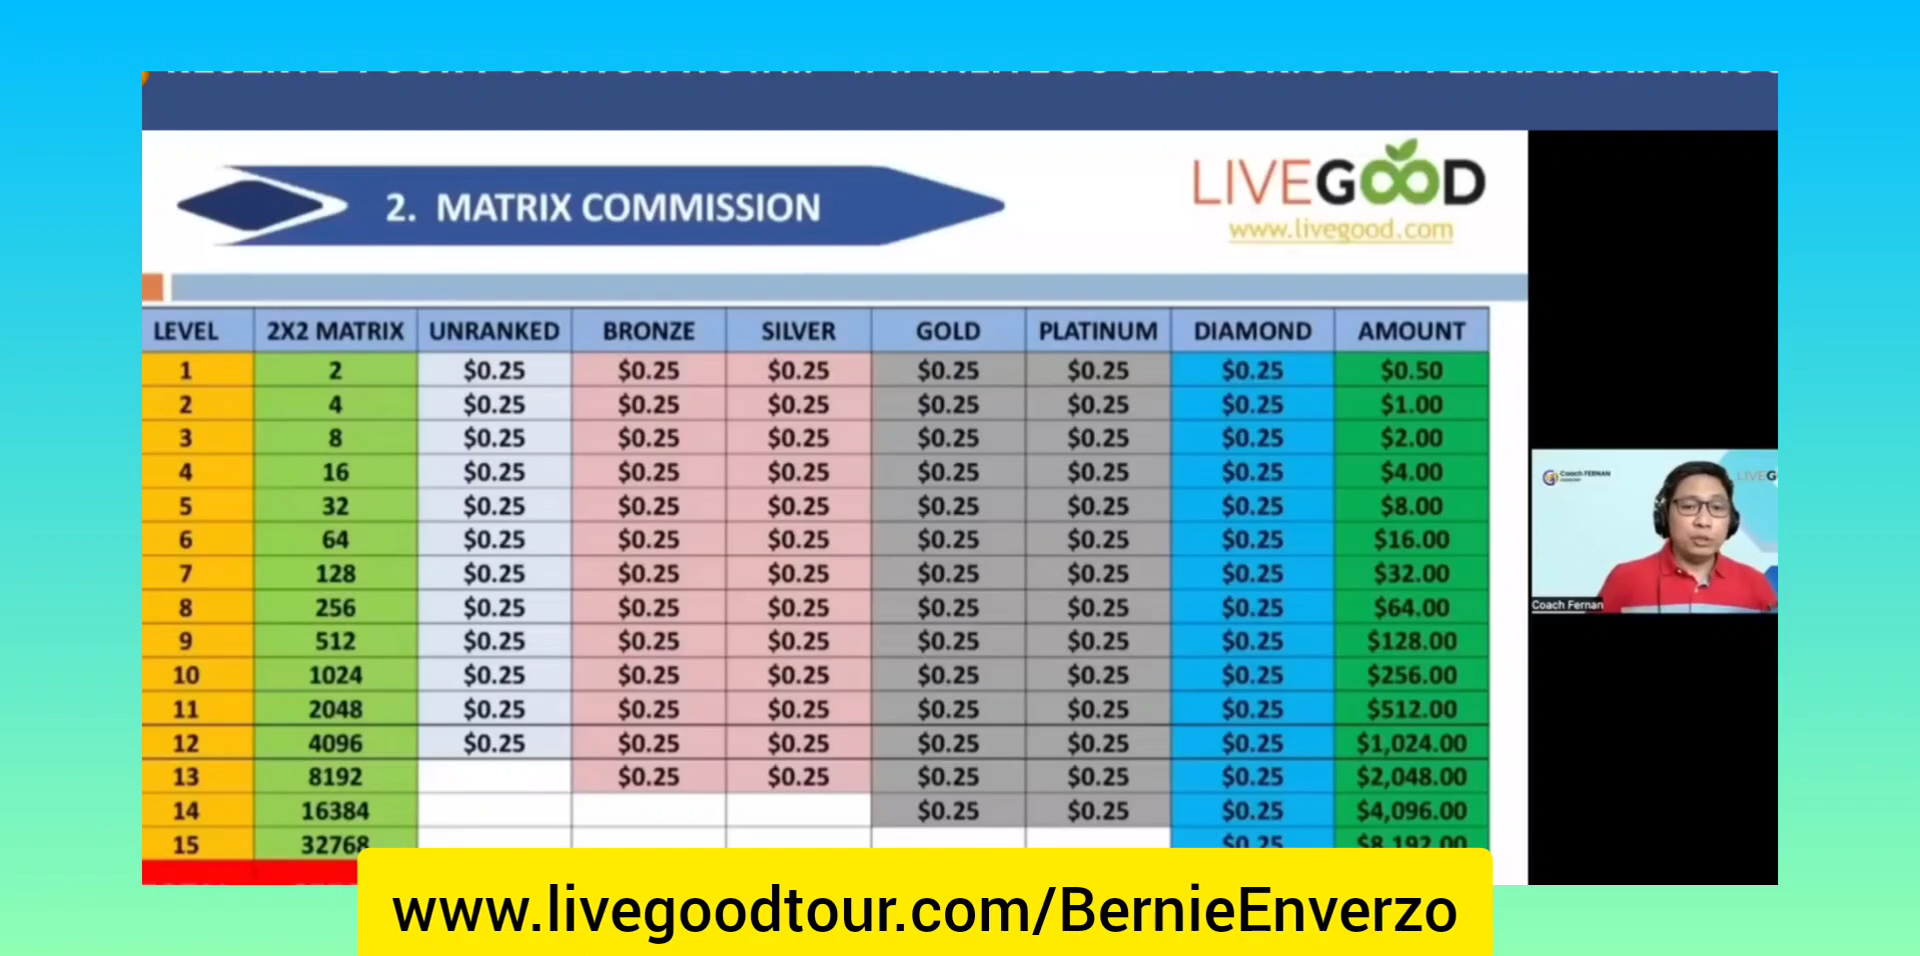 2. MATRIX COMMISSION
LIVEGOOD
www.livegood.com
LEVEL 2X2 MATRIX UNRANKED BRONZE SILVER GOLD PLATINUM DIAMOND AMOUNT
1 2 $0.25 $0.25 $0.25 $0.25 $0.25 $0.25 $0.50
2 4 $0.25 $0.25 $0.25 $0.25 $0.25 $0.25 $1.00
3 8 $0.25 $0.25 $0.25 $0.25 $0.25 $0.25 $2.00
4 16 $0.25 $0.25 $0.25 $0.25 $0.25 $0.25 $4.00
5 32 $0.25 $0.25 $0.25 $0.25 $0.25 $0.25 $8.00
6 64 $0.25 $0.25 $0.25 $0.25 $0.25 $0.25 $16.00
7 128 $0.25 $0.25 $0.25 $0.25 $0.25 $0.25 $32.00
8 256 $0.25 $0.25 $0.25 $0.25 $0.25 $0.25 $64.00
9 512 $0.25 $0.25 $0.25 $0.25 $0.25 $0.25 $128.00
10 1024 $0.25 $0.25 $0.25 $0.25 $0.25 $0.25 $256.00
11 2048 $0.25 $0.25 $0.25 $0.25 $0.25 $0.25 $512.00
12 4096 $0.25 $0.25 $0.25 $0.25 $0.25 $0.25 $1,024.00
13 8192 $0.25 $0.25 $0.25 $0.25 $0.25 $2,048.00
14 16384 $0.25 $0.25 $0.25 $4,096.00
15 32768 $0.25 $8,192.00
Coach FERNAN
LIVEG
Coach Fernan
www.livegoodtour.com/BernieEnverzo